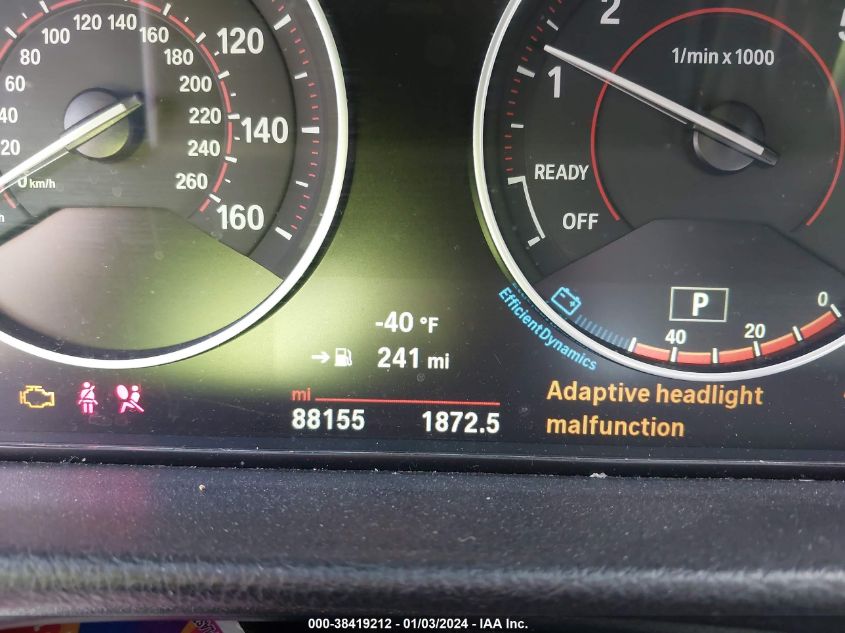 120 140
100 160
80 180
60 200
40 220
20 240
0 km/h 260
120
140
160
2
1
5
1/min x 1000
READY
OFF
-40 °F
241 mi
mi
88155 1872.5
EfficientDynamics
P
40 20 0
Adaptive headlight
malfunction
000-38419212 - 01/03/2024 - IAA Inc.